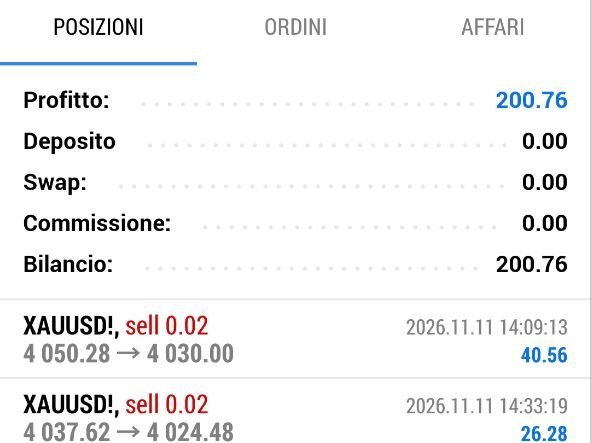 POSIZIONI ORDINI AFFARI
Profitto: 200.76
Deposito 0.00
Swap: 0.00
Commissione: 0.00
Bilancio: 200.76
XAUUSD!, sell 0.02 2026.11.11 14:09:13
4 050.28 → 4 030.00 40.56
XAUUSD!, sell 0.02 2026.11.11 14:33:19
4 037.62 → 4 024.48 26.28